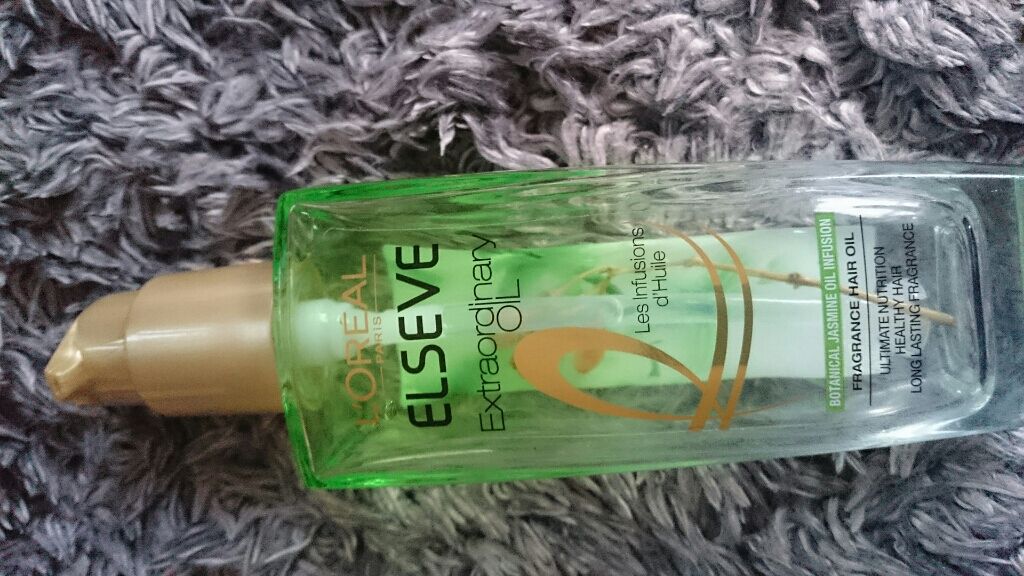 L'ORÉAL
PARIS
ELSEVE
Extraordinary
OIL
Les Infusions
d'Huile
BOTANICAL JASMINE OIL INFUSION
FRAGRANCE HAIR OIL
ULTIMATE NUTRITION
HEALTHY HAIR
LONG LASTING FRAGRANCE